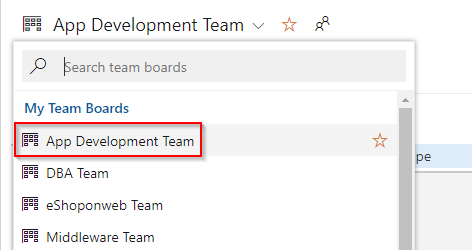 App Development Team
Search team boards
My Team Boards
App Development Team
DBA Team
eShoponweb Team
Middleware Team